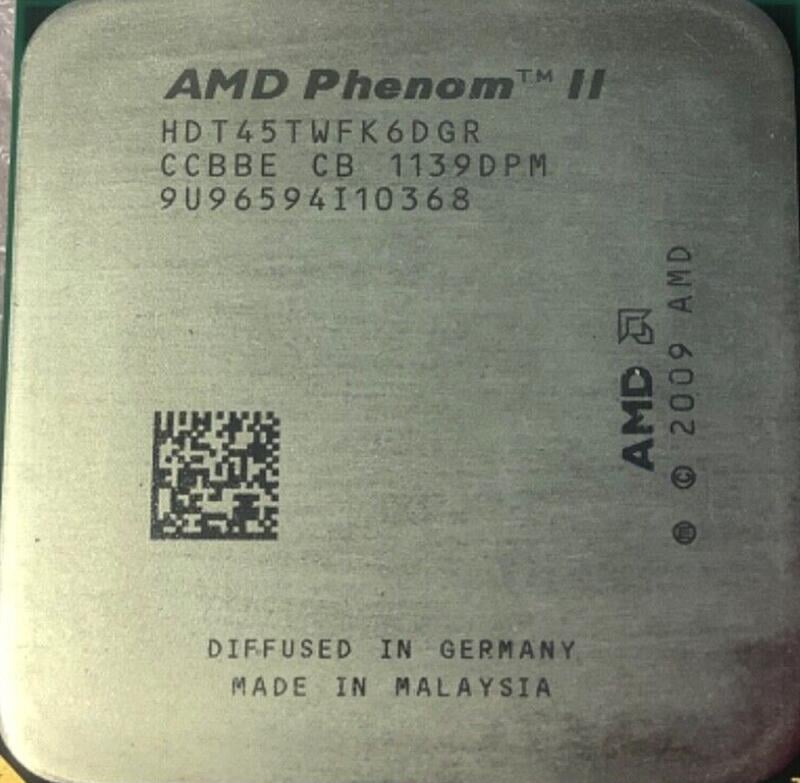 AMD Phenom™ II
HDT45TWFK6DGR
CCBBE CB 1139DPM
9U96594I10368
AMD
® © 2009 AMD
DIFFUSED IN GERMANY
MADE IN MALAYSIA